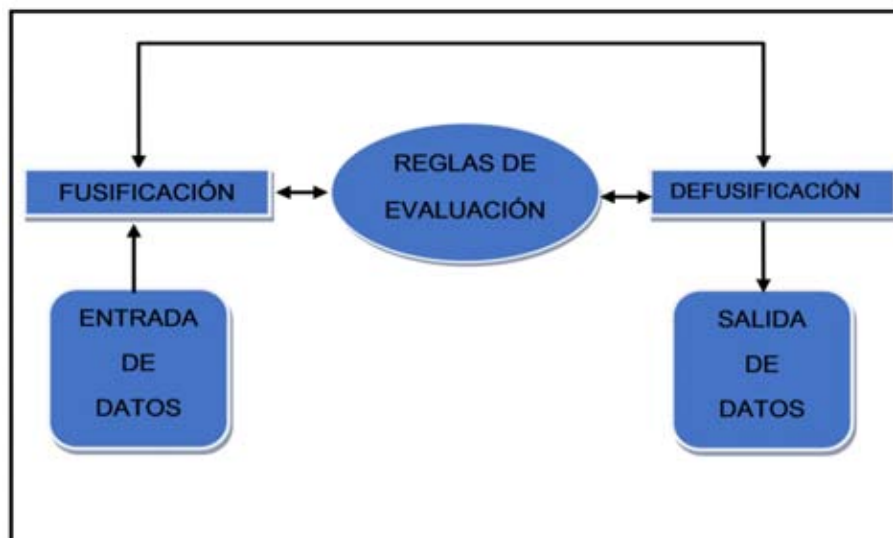 REGLAS DE
EVALUACIÓN
FUSIFICACIÓN
DEFUSIFICACIÓN
ENTRADA
DE
DATOS
SALIDA
DE
DATOS